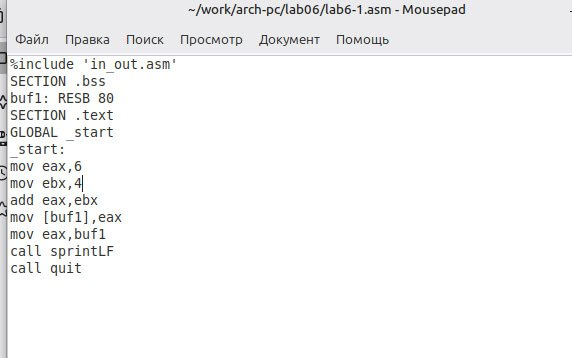 ~/work/arch-pc/lab06/lab6-1.asm - Mousepad
Файл Правка Поиск Просмотр Документ Помощь
%include 'in_out.asm'
SECTION .bss
buf1: RESB 80
SECTION .text
GLOBAL _start
_start:
mov eax,6
mov ebx,4
add eax,ebx
mov [buf1],eax
mov eax,buf1
call sprintLF
call quit